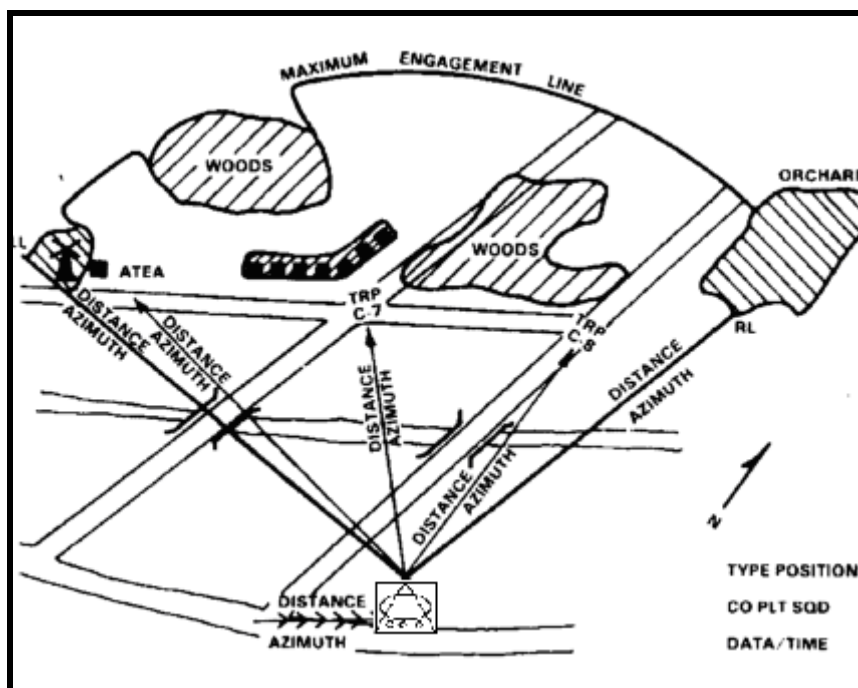 MAXIMUM ENGAGEMENT LINE
WOODS
ORCHARD
WOODS
LL
ATEA
TRP
C-7
TRP
C-8
RL
DISTANCE
AZIMUTH
DISTANCE
AZIMUTH
DISTANCE
AZIMUTH
DISTANCE
AZIMUTH
DISTANCE
AZIMUTH
N
DISTANCE
AZIMUTH
TYPE POSITION
CO PLT SQD
DATA/TIME